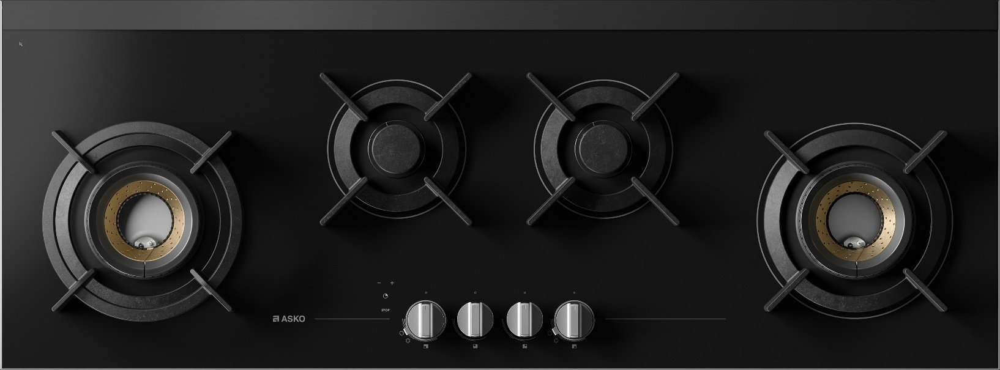 K
− +
STOP
ASKO